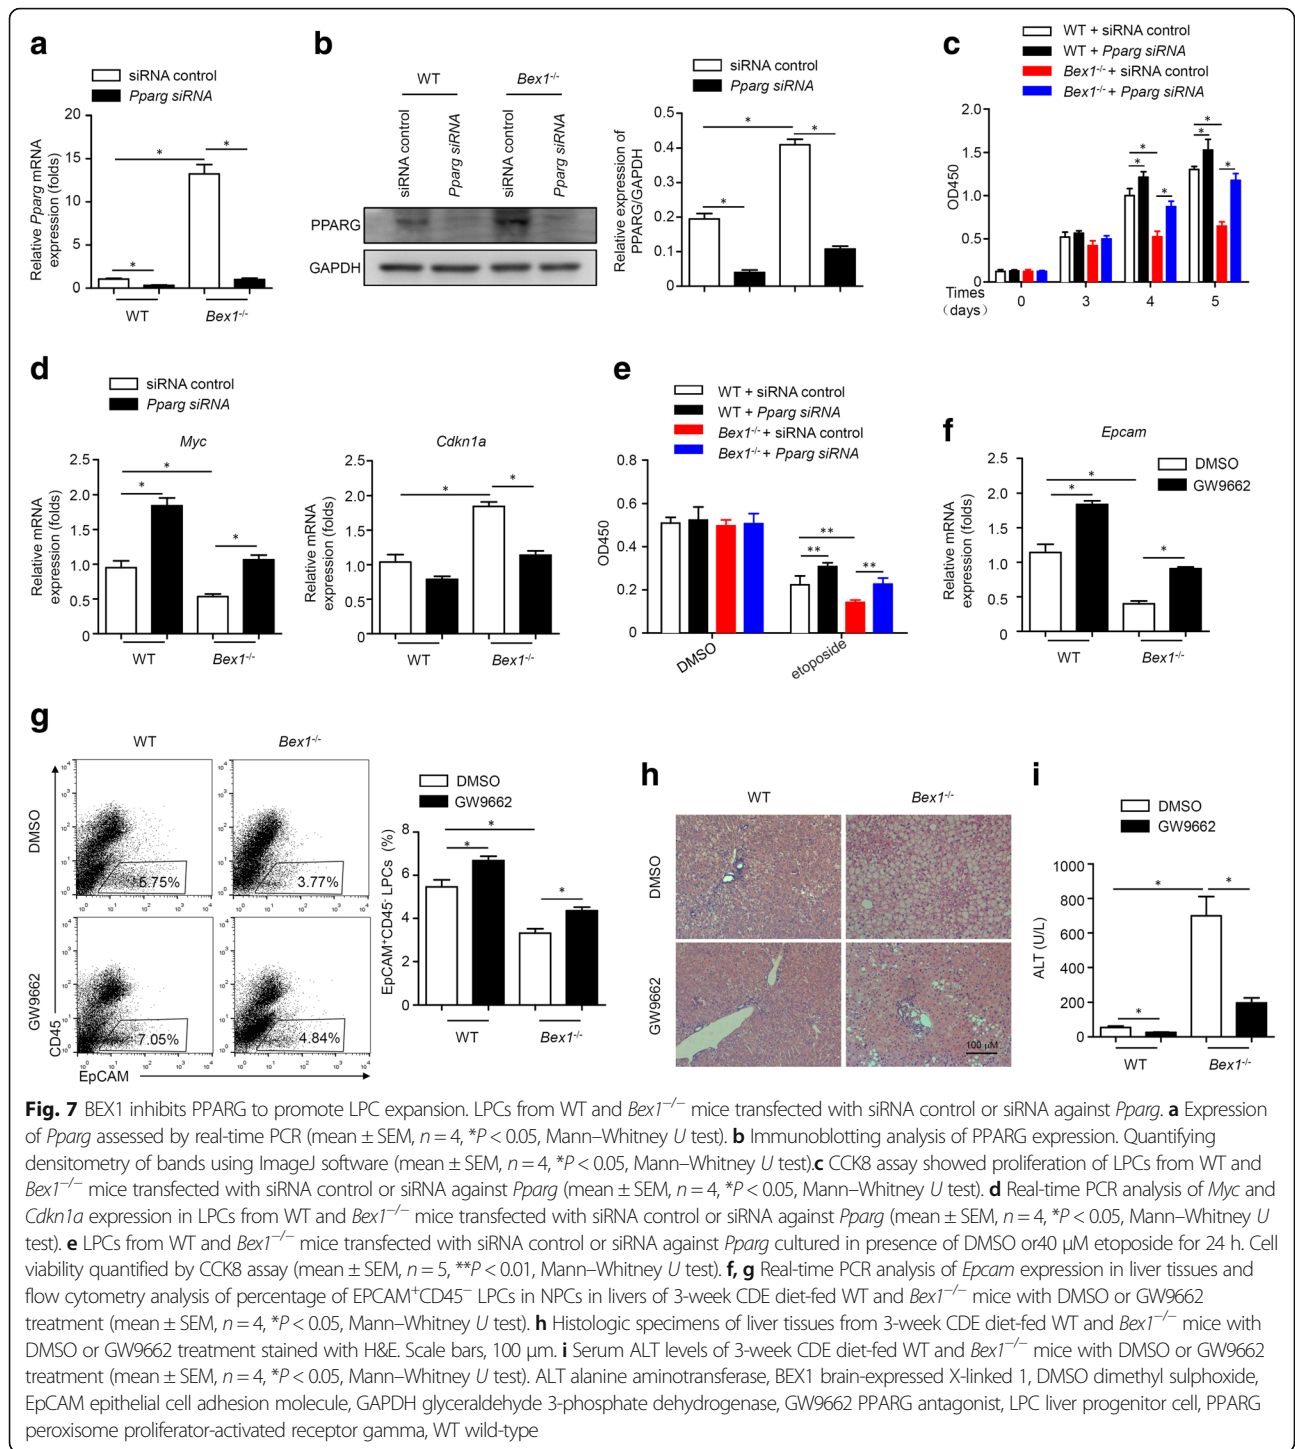 a
siRNA control
Pparg siRNA
Relative Pparg mRNA
expression (folds)
20
15
10
5
0
*
*
*
WT
Bex1-/-
b
WT
Bex1-/-
siRNA control
Pparg siRNA
siRNA control
Pparg siRNA
PPARG
GAPDH
siRNA control
Pparg siRNA
Relative expression of
PPARG/GAPDH
0.5
0.4
0.3
0.2
0.1
0
*
*
*
WT
Bex1-/-
c
WT + siRNA control
WT + Pparg siRNA
Bex1-/- + siRNA control
Bex1-/- + Pparg siRNA
OD450
2.0
1.5
1.0
0.5
0
*
*
*
*
*
*
Times
(days)
0
3
4
5
d
siRNA control
Pparg siRNA
Myc
Relative mRNA
expression (folds)
2.5
2.0
1.5
1.0
0.5
0
*
*
*
WT
Bex1-/-
Cdkn1a
Relative mRNA
expression (folds)
2.5
2.0
1.5
1.0
0.5
0
*
*
WT
Bex1-/-
e
WT + siRNA control
WT + Pparg siRNA
Bex1-/- + siRNA control
Bex1-/- + Pparg siRNA
OD450
0.8
0.6
0.4
0.2
0
**
**
**
DMSO
etoposide
f
Epcam
DMSO
GW9662
Relative mRNA
expression (folds)
2.5
2.0
1.5
1.0
0.5
0
*
*
*
WT
Bex1-/-
g
WT
Bex1-/-
DMSO
GW9662
5.75%
3.77%
7.05%
4.84%
CD45
EpCAM
DMSO
GW9662
EpCAM+CD45- LPCs (%)
8
6
4
2
0
*
*
*
WT
Bex1-/-
h
WT
Bex1-/-
DMSO
GW9662
100 μM
i
DMSO
GW9662
ALT (U/L)
1000
800
600
400
200
0
*
*
*
WT
Bex1-/-
Fig. 7 BEX1 inhibits PPARG to promote LPC expansion. LPCs from WT and Bex1−/− mice transfected with siRNA control or siRNA against Pparg. a Expression
of Pparg assessed by real-time PCR (mean ± SEM, n = 4, *P < 0.05, Mann–Whitney U test). b Immunoblotting analysis of PPARG expression. Quantifying
densitometry of bands using ImageJ software (mean ± SEM, n = 4, *P < 0.05, Mann–Whitney U test).c CCK8 assay showed proliferation of LPCs from WT and
Bex1−/− mice transfected with siRNA control or siRNA against Pparg (mean ± SEM, n = 4, *P < 0.05, Mann–Whitney U test). d Real-time PCR analysis of Myc and
Cdkn1a expression in LPCs from WT and Bex1−/− mice transfected with siRNA control or siRNA against Pparg (mean ± SEM, n = 4, *P < 0.05, Mann–Whitney U
test). e LPCs from WT and Bex1−/− mice transfected with siRNA control or siRNA against Pparg cultured in presence of DMSO or40 μM etoposide for 24 h. Cell
viability quantified by CCK8 assay (mean ± SEM, n = 5, **P < 0.01, Mann–Whitney U test). f, g Real-time PCR analysis of Epcam expression in liver tissues and
flow cytometry analysis of percentage of EPCAM+CD45− LPCs in NPCs in livers of 3-week CDE diet-fed WT and Bex1−/− mice with DMSO or GW9662
treatment (mean ± SEM, n = 4, *P < 0.05, Mann–Whitney U test). h Histologic specimens of liver tissues from 3-week CDE diet-fed WT and Bex1−/− mice with
DMSO or GW9662 treatment stained with H&E. Scale bars, 100 μm. i Serum ALT levels of 3-week CDE diet-fed WT and Bex1−/− mice with DMSO or GW9662
treatment (mean ± SEM, n = 4, *P < 0.05, Mann–Whitney U test). ALT alanine aminotransferase, BEX1 brain-expressed X-linked 1, DMSO dimethyl sulphoxide,
EpCAM epithelial cell adhesion molecule, GAPDH glyceraldehyde 3-phosphate dehydrogenase, GW9662 PPARG antagonist, LPC liver progenitor cell, PPARG
peroxisome proliferator-activated receptor gamma, WT wild-type